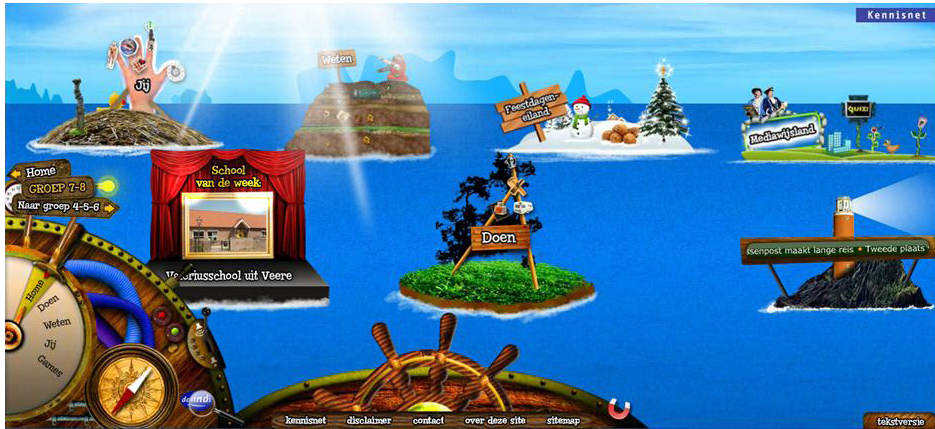 Kennisnet
Jij
Weten
Feestdagen-
eiland
QUIZ!
Mediawijsland
Home
GROEP 7-8
Naar groep 4-5-6
School
van de week:
uit Veere
Doen
senpost maakt lange reis • Tweede plaats
Home
Doen
Weten
Jij
Games
kennisnet
disclaimer
contact
over deze site
sitemap
tekstversie